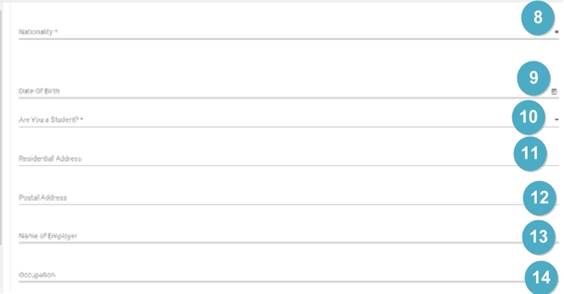 8
Nationality *
9
Date Of Birth
10
Are You a Student? *
11
Residential Address
Postal Address
12
Name of Employer
13
Occupation
14